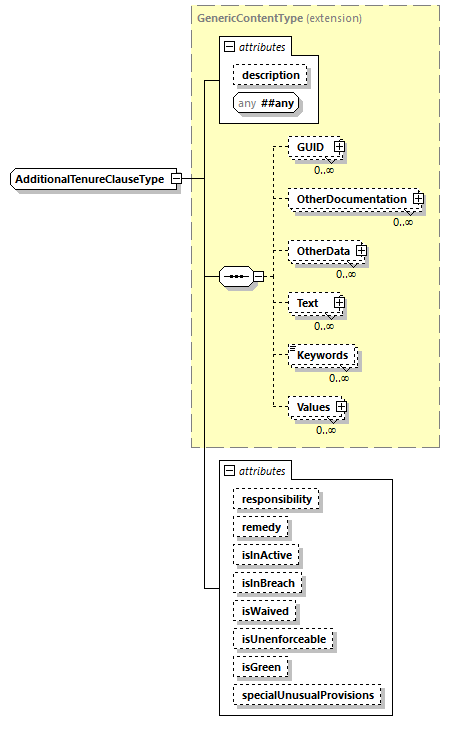 GenericContentType (extension)
attributes
description
any ##any
AdditionalTenureClauseType
GUID
0..∞
OtherDocumentation
0..∞
OtherData
0..∞
Text
0..∞
Keywords
0..∞
Values
0..∞
attributes
responsibility
remedy
isInActive
isInBreach
isWaived
isUnenforceable
isGreen
specialUnusualProvisions